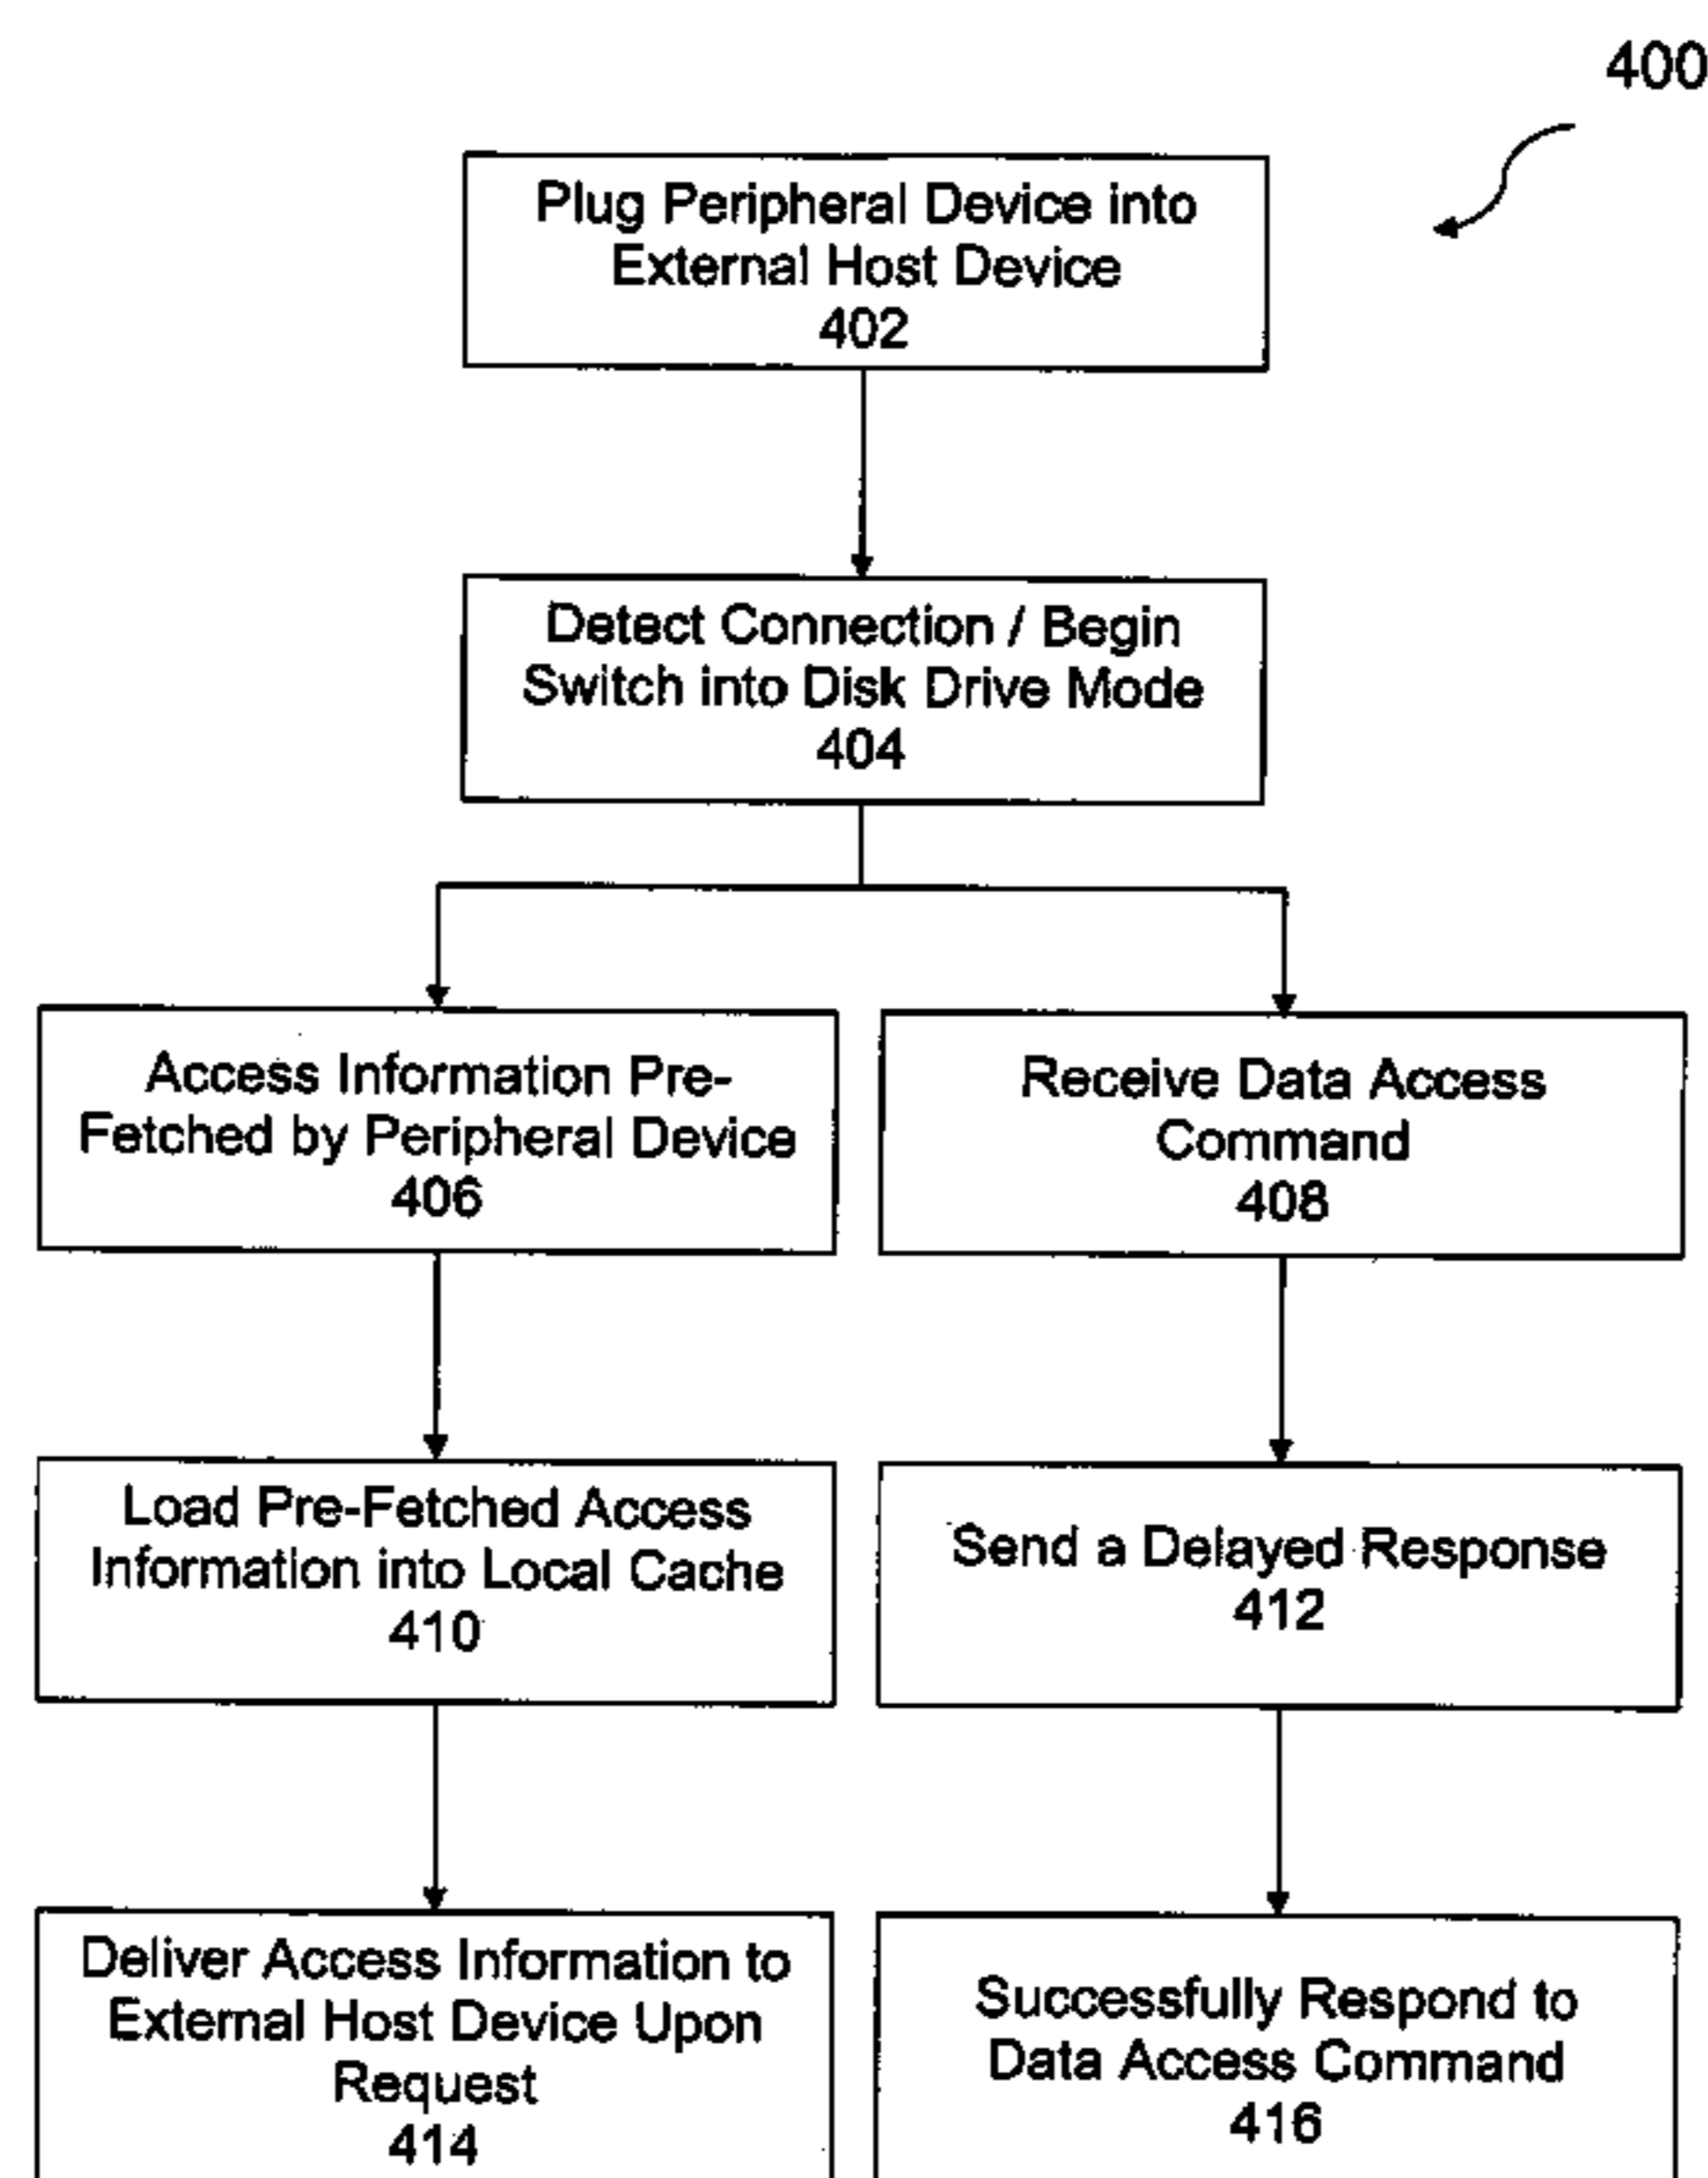 400
Plug Peripheral Device into
External Host Device
402
Detect Connection / Begin
Switch into Disk Drive Mode
404
Access Information Pre-
Fetched by Peripheral Device
406
Receive Data Access
Command
408
Load Pre-Fetched Access
Information into Local Cache
410
Send a Delayed Response
412
Deliver Access Information to
External Host Device Upon
Request
414
Successfully Respond to
Data Access Command
416